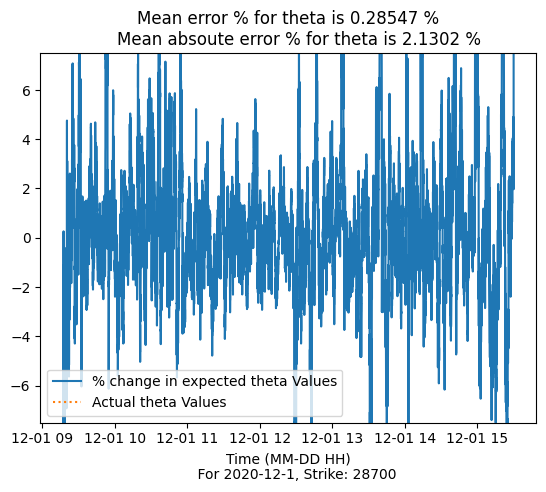 Mean error % for theta is 0.28547 %
Mean absoute error % for theta is 2.1302 %
6
4
2
0
−2
−4
−6
% change in expected theta Values
Actual theta Values
12-01 09 12-01 10 12-01 11 12-01 12 12-01 13 12-01 14 12-01 15
Time (MM-DD HH)
For 2020-12-1, Strike: 28700